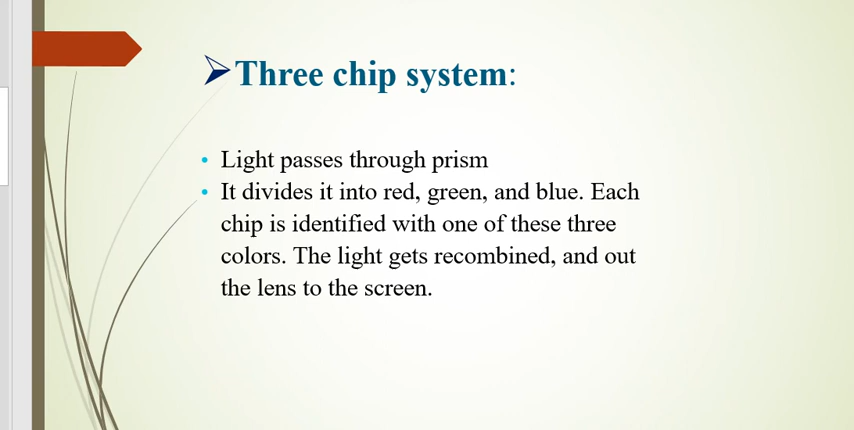 Three chip system:
• Light passes through prism
• It divides it into red, green, and blue. Each
chip is identified with one of these three
colors. The light gets recombined, and out
the lens to the screen.